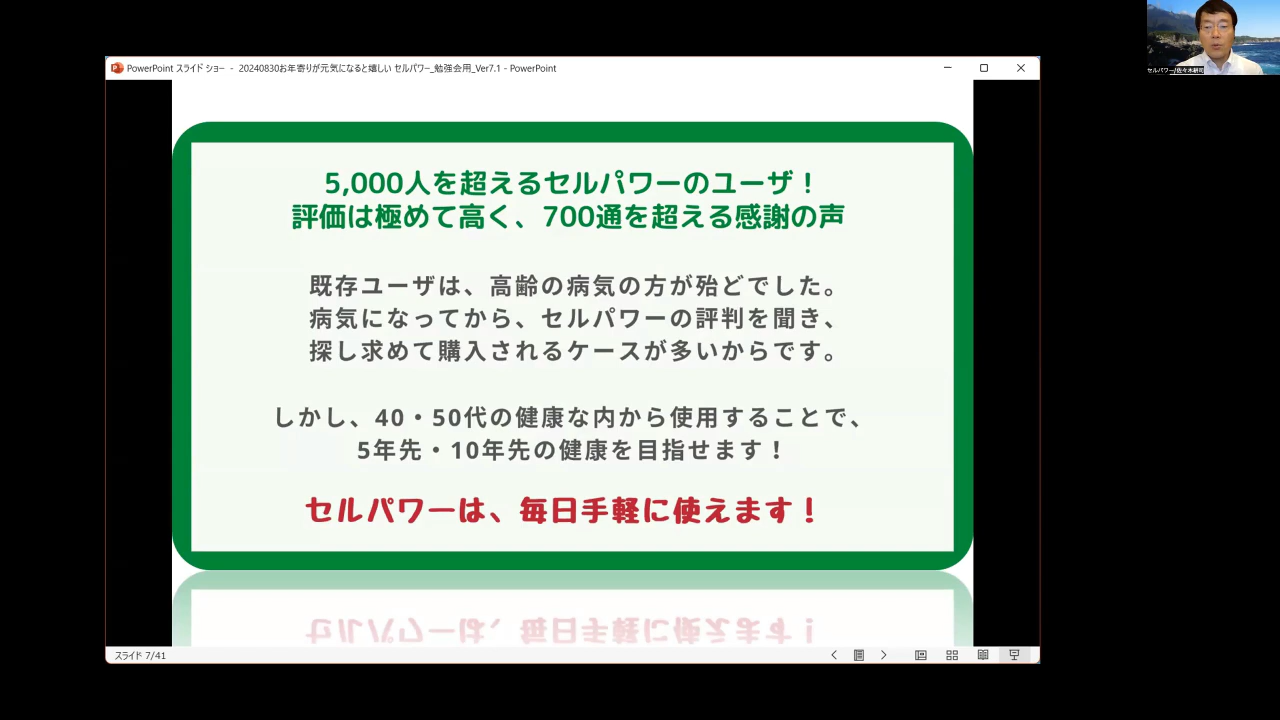 PowerPoint スライド ショー - 20240830お年寄りが元気になると嬉しい セルパワー_勉強会用_Ver7.1 - PowerPoint
セルパワー/佐々木耕司
5,000人を超えるセルパワーのユーザ！
評価は極めて高く、700通を超える感謝の声
既存ユーザは、高齢の病気の方が殆どでした。
病気になってから、セルパワーの評判を聞き、
探し求めて購入されるケースが多いからです。
しかし、40・50代の健康な内から使用することで、
5年先・10年先の健康を目指せます！
セルパワーは、毎日手軽に使えます！
スライド 7/41